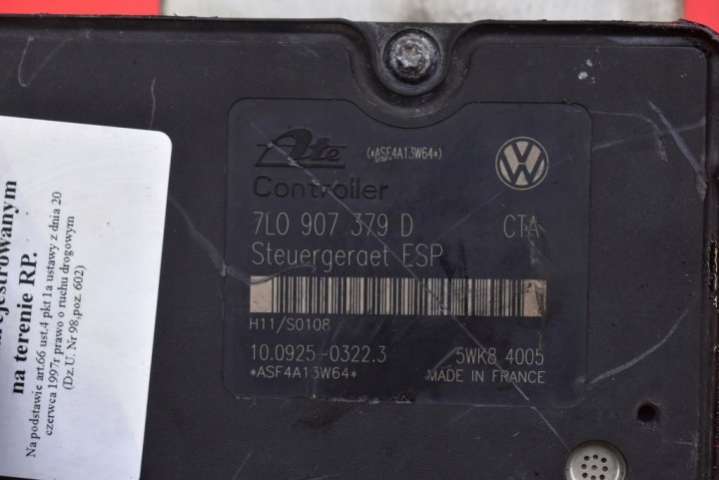 Ate
(*ASF4A13W64*)
VW
Controller
7L0 907 379 D CTA
Steuergeraet ESP
H11/S0108
10.0925-0322.3 5WK8 4005
*ASF4A13W64* MADE IN FRANCE
na terenie RP.
Na podstawie art.66 ust.4 pkt 1a ustawy z dnia 20
czerwca 1997r prawo o ruchu drogowym
(Dz.U. Nr 98,poz. 602)